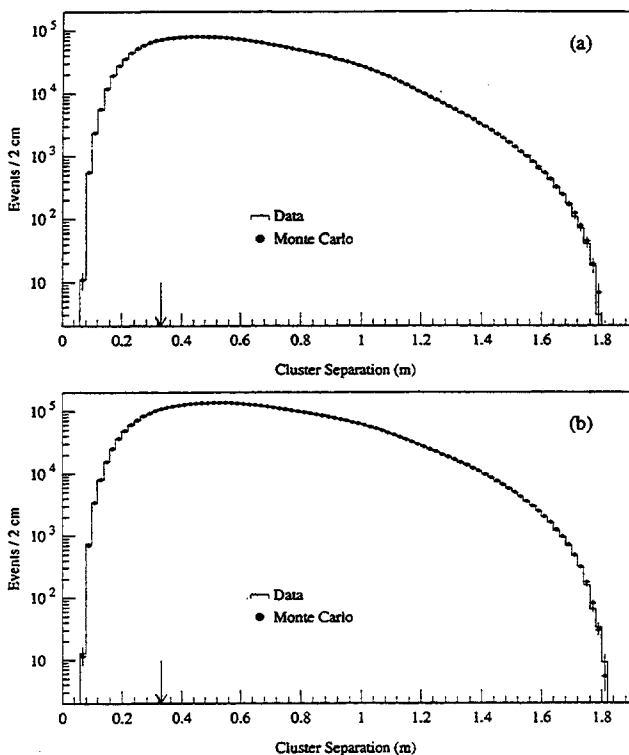 (a)
10^5
10^4
10^3
10^2
10
Events / 2 cm
Data
Monte Carlo
0 0.2 0.4 0.6 0.8 1 1.2 1.4 1.6 1.8
Cluster Separation (m)
(b)
10^5
10^4
10^3
10^2
10
Events / 2 cm
Data
Monte Carlo
0 0.2 0.4 0.6 0.8 1 1.2 1.4 1.6 1.8
Cluster Separation (m)